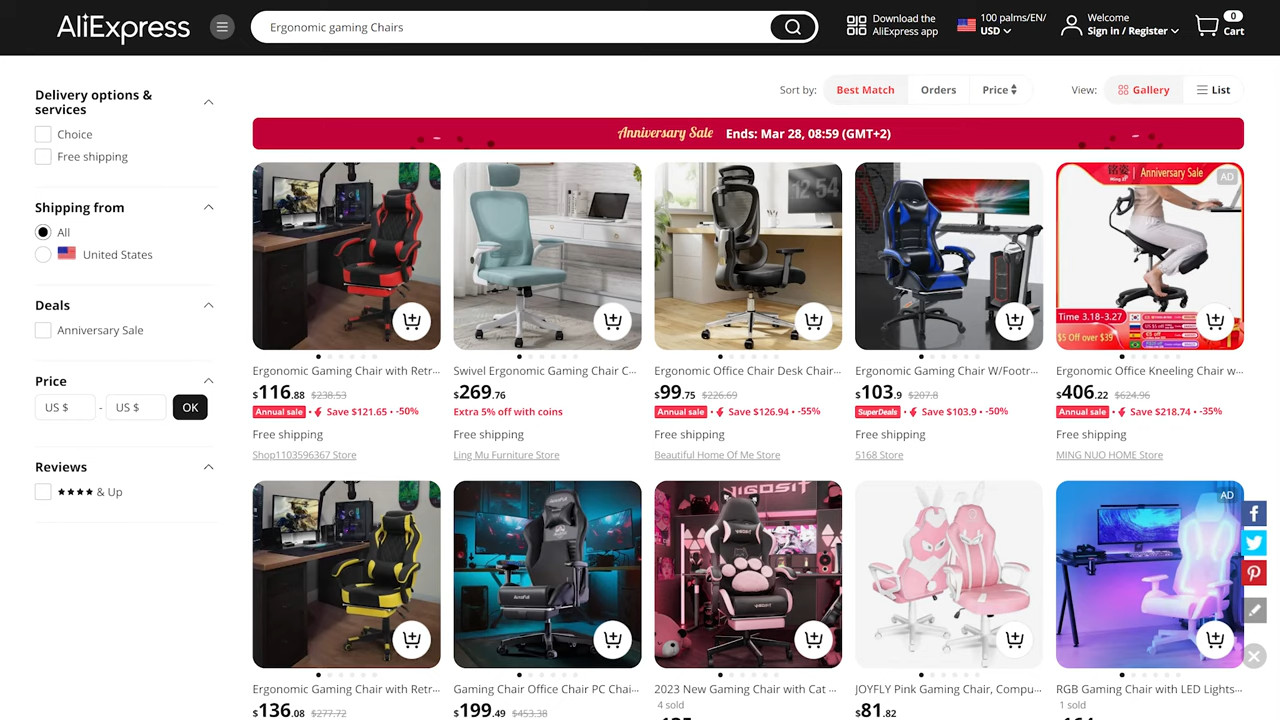 AliExpress
Ergonomic gaming Chairs
Download the
AliExpress app
100 palms/EN/
USD
Welcome
Sign in / Register
0
Cart
Delivery options &
services
Choice
Free shipping
Shipping from
All
United States
Deals
Anniversary Sale
Price
US $ - US $ OK
Reviews
& Up
Sort by: Best Match Orders Price
View: Gallery List
Anniversary Sale Ends: Mar 28, 08:59 (GMT+2)
12 54
铭姿 Anniversary Sale AD
Time 3.18-3.27
$5 Off over $39
Ergonomic Gaming Chair with Retr...
$116.88 $238.53
Annual sale • Save $121.65 • -50%
Free shipping
Shop1103596367 Store
Swivel Ergonomic Gaming Chair C...
$269.76
Extra 5% off with coins
Free shipping
Ling Mu Furniture Store
Ergonomic Office Chair Desk Chair...
$99.75 $226.69
Annual sale • Save $126.94 • -55%
Free shipping
Beautiful Home Of Me Store
Ergonomic Gaming Chair W/Footr...
$103.9 $207.8
SuperDeals • Save $103.9 • -50%
Free shipping
5168 Store
Ergonomic Office Kneeling Chair w...
$406.22 $624.96
Annual sale • Save $218.74 • -35%
Free shipping
MING NUO HOME Store
AD
Ergonomic Gaming Chair with Retr...
$136.08 $277.72
Gaming Chair Office Chair PC Chai...
$199.49 $453.38
2023 New Gaming Chair with Cat ...
4 sold
JOYFLY Pink Gaming Chair, Compu...
$81.82
RGB Gaming Chair with LED Lights...
1 sold